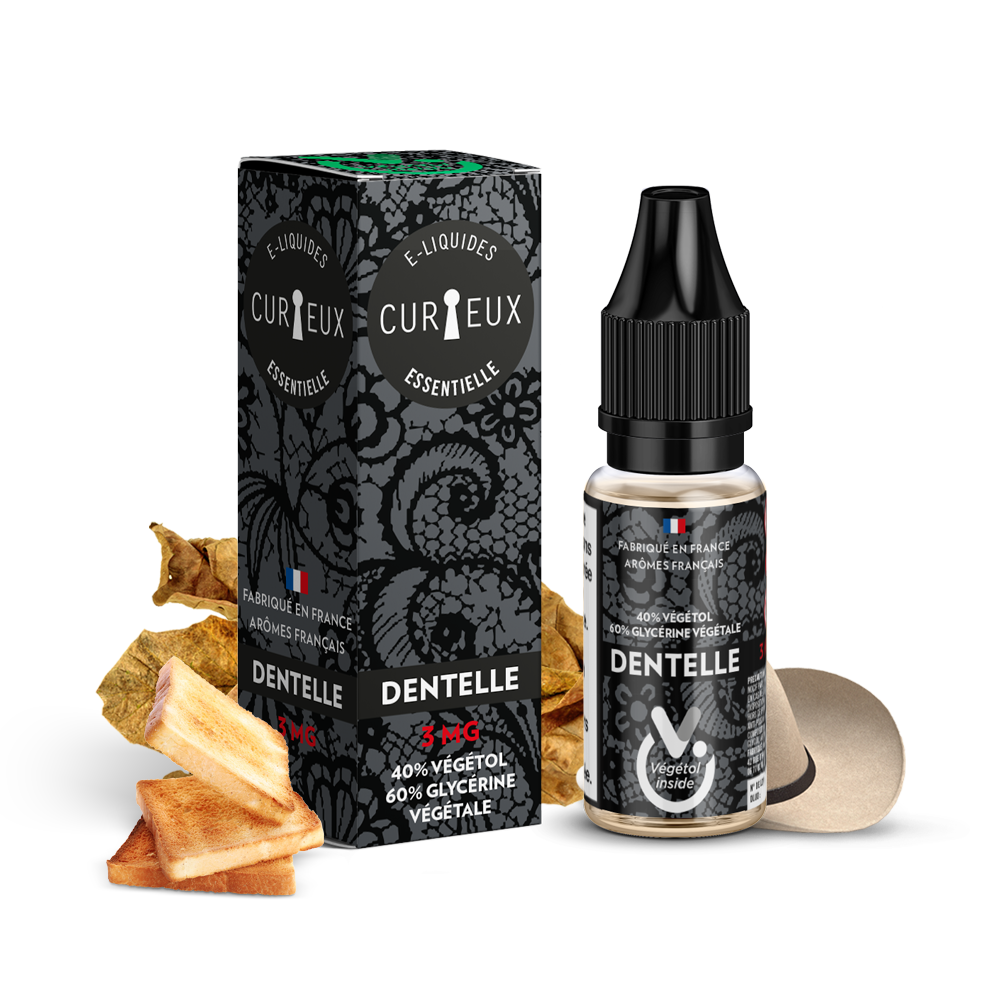 E-LIQUIDES
CURIEUX
ESSENTIELLE
FABRIQUÉ EN FRANCE
ARÔMES FRANÇAIS
DENTELLE
3 MG
E-LIQUIDES
CURIEUX
ESSENTIELLE
DENTELLE
3 MG
40% VÉGÉTOL
60% GLYCÉRINE
VÉGÉTALE
FABRIQUÉ EN FRANCE
ARÔMES FRANÇAIS
40% VÉGÉTOL
60% GLYCÉRINE VÉGÉTALE
DENTELLE
Végétol
inside